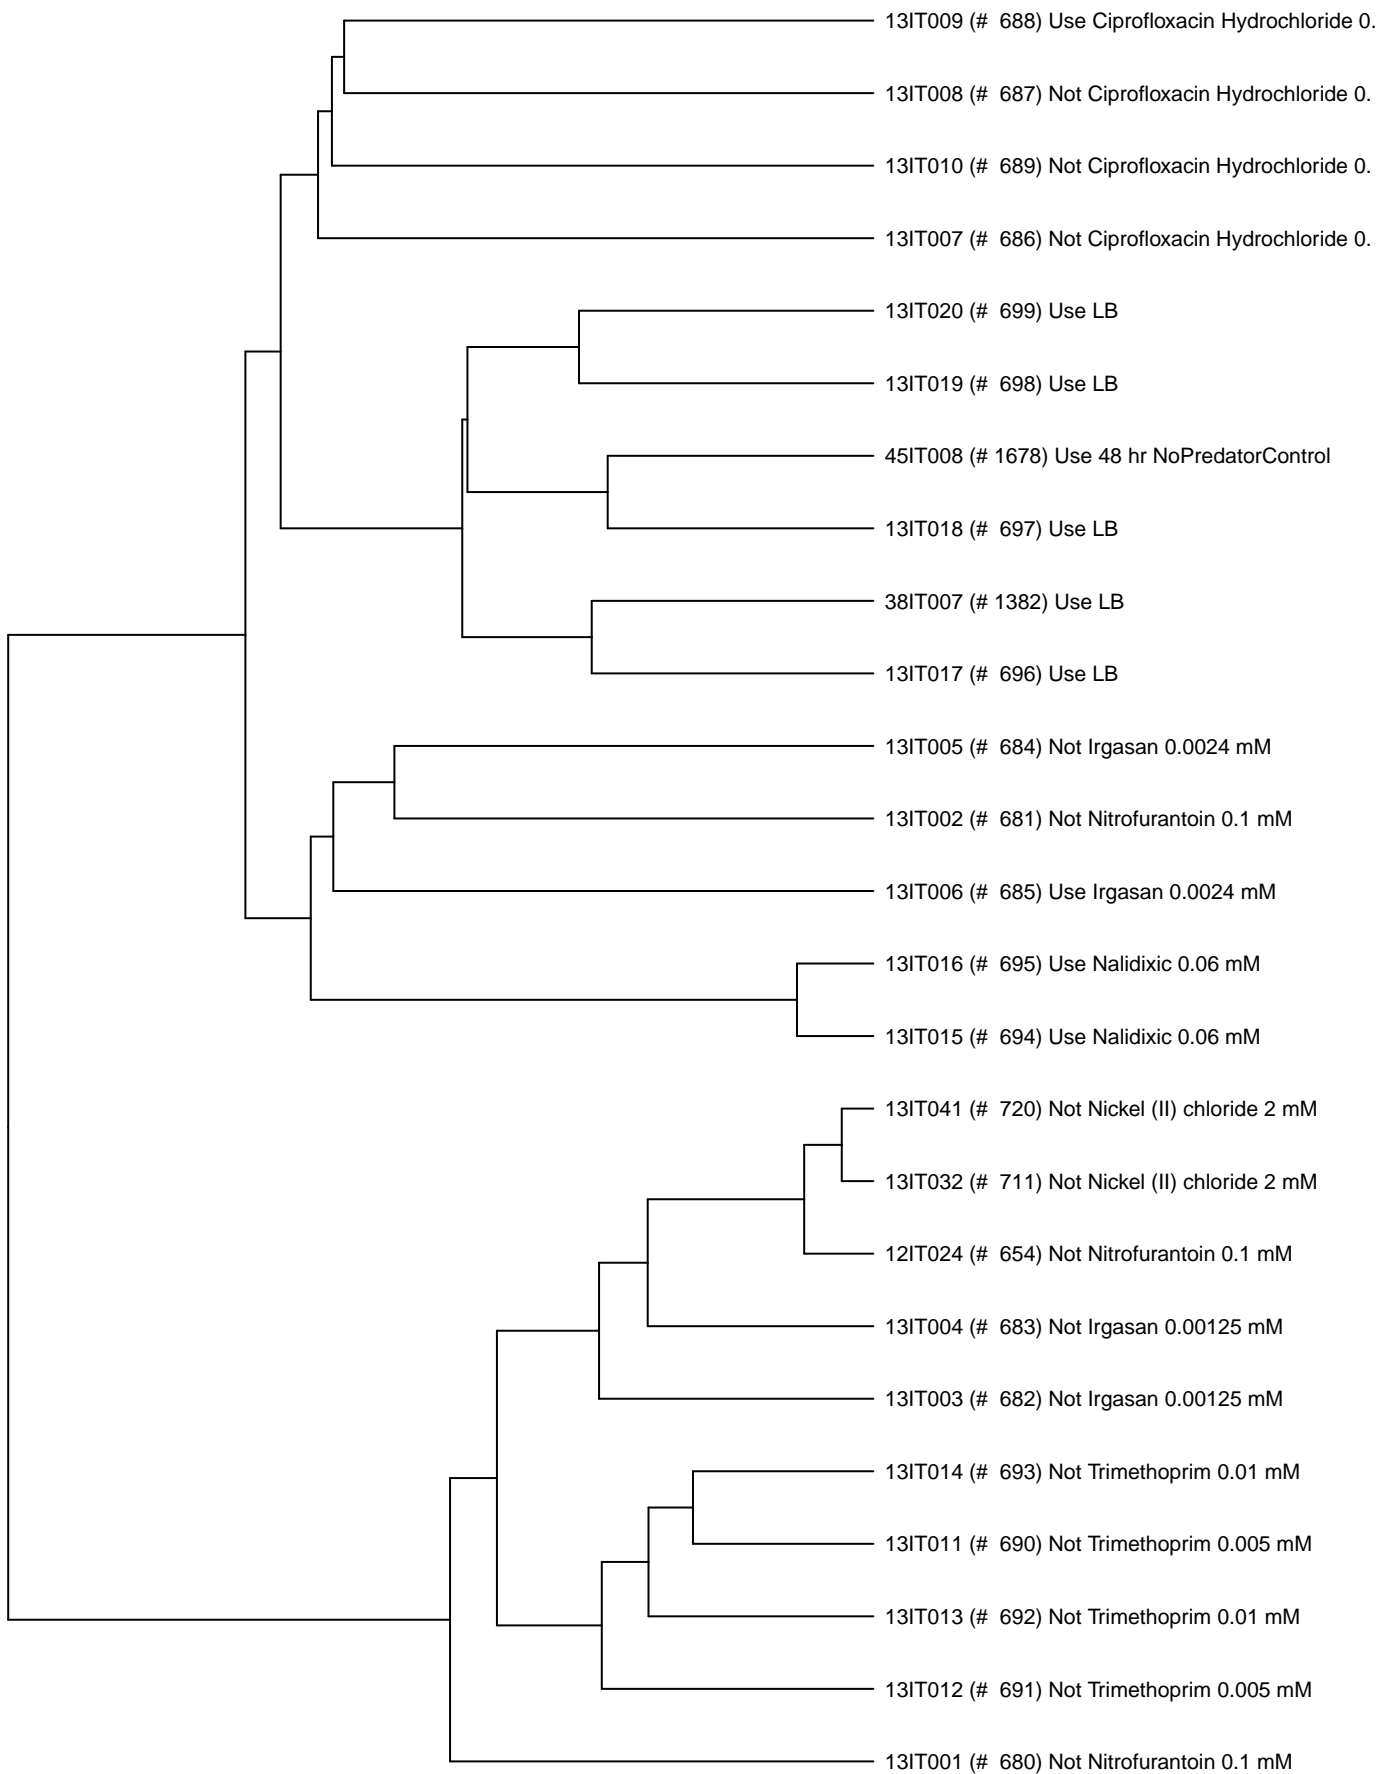 13IT009 (#  688) Use Ciprofloxacin Hydrochloride 0.
13IT008 (#  687) Not Ciprofloxacin Hydrochloride 0.
13IT010 (#  689) Not Ciprofloxacin Hydrochloride 0.
13IT007 (#  686) Not Ciprofloxacin Hydrochloride 0.
13IT020 (#  699) Use LB
13IT019 (#  698) Use LB
45IT008 (# 1678) Use 48 hr NoPredatorControl
13IT018 (#  697) Use LB
38IT007 (# 1382) Use LB
13IT017 (#  696) Use LB
13IT005 (#  684) Not Irgasan 0.0024 mM
13IT002 (#  681) Not Nitrofurantoin 0.1 mM
13IT006 (#  685) Use Irgasan 0.0024 mM
13IT016 (#  695) Use Nalidixic 0.06 mM
13IT015 (#  694) Use Nalidixic 0.06 mM
13IT041 (#  720) Not Nickel (II) chloride 2 mM
13IT032 (#  711) Not Nickel (II) chloride 2 mM
12IT024 (#  654) Not Nitrofurantoin 0.1 mM
13IT004 (#  683) Not Irgasan 0.00125 mM
13IT003 (#  682) Not Irgasan 0.00125 mM
13IT014 (#  693) Not Trimethoprim 0.01 mM
13IT011 (#  690) Not Trimethoprim 0.005 mM
13IT013 (#  692) Not Trimethoprim 0.01 mM
13IT012 (#  691) Not Trimethoprim 0.005 mM
13IT001 (#  680) Not Nitrofurantoin 0.1 mM